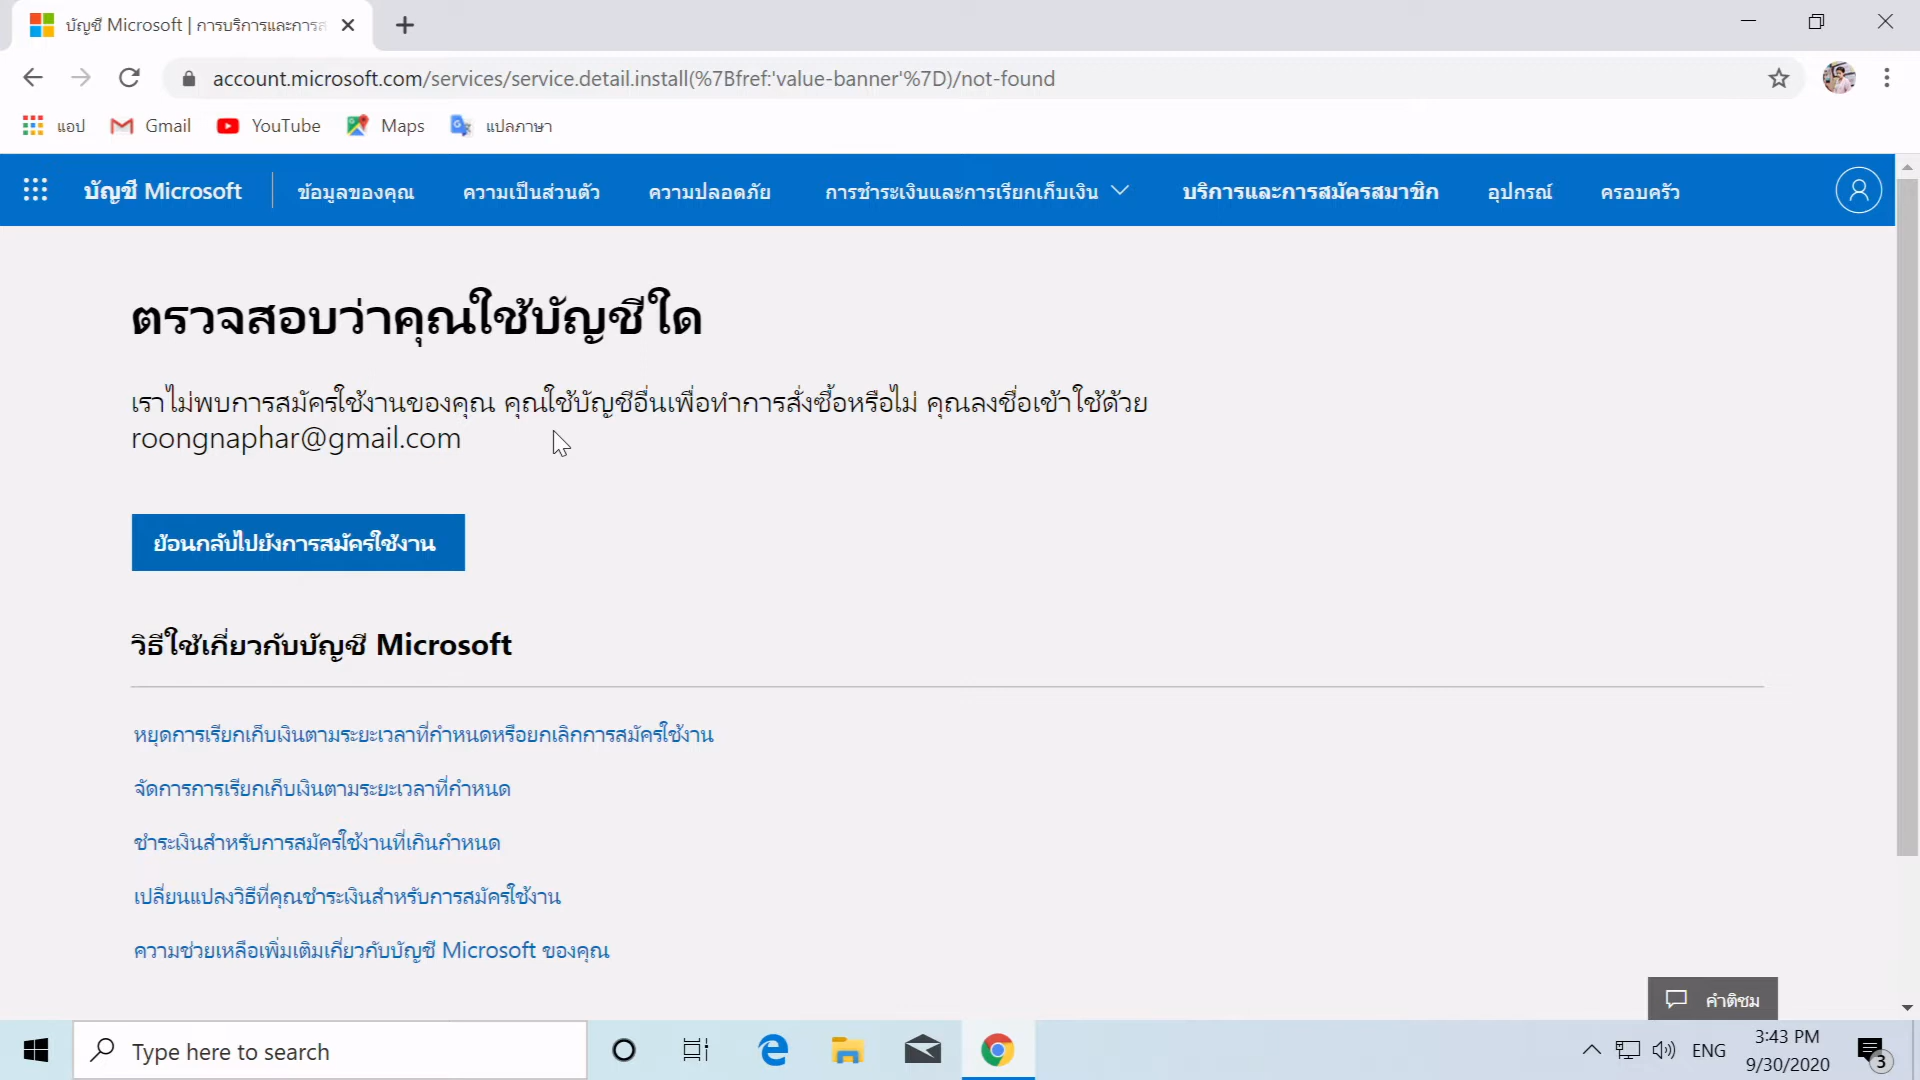 บัญชี Microsoft | การบริการและการส
account.microsoft.com/services/service.detail.install(%7Bfref:'value-banner'%7D)/not-found
แอป Gmail YouTube Maps แปลภาษา
บัญชี Microsoft ข้อมูลของคุณ ความเป็นส่วนตัว ความปลอดภัย การชำระเงินและการเรียกเก็บเงิน บริการและการสมัครสมาชิก อุปกรณ์ ครอบครัว
ตรวจสอบว่าคุณใช้บัญชีใด
เราไม่พบการสมัครใช้งานของคุณ คุณใช้บัญชีอื่นเพื่อทำการสั่งซื้อหรือไม่ คุณลงชื่อเข้าใช้ด้วย
roongnaphar@gmail.com
ย้อนกลับไปยังการสมัครใช้งาน
วิธีใช้เกี่ยวกับบัญชี Microsoft
หยุดการเรียกเก็บเงินตามระยะเวลาที่กำหนดหรือยกเลิกการสมัครใช้งาน
จัดการการเรียกเก็บเงินตามระยะเวลาที่กำหนด
ชำระเงินสำหรับการสมัครใช้งานที่เกินกำหนด
เปลี่ยนแปลงวิธีที่คุณชำระเงินสำหรับการสมัครใช้งาน
ความช่วยเหลือเพิ่มเติมเกี่ยวกับบัญชี Microsoft ของคุณ
คำติชม
Type here to search
ENG
3:43 PM
9/30/2020
3